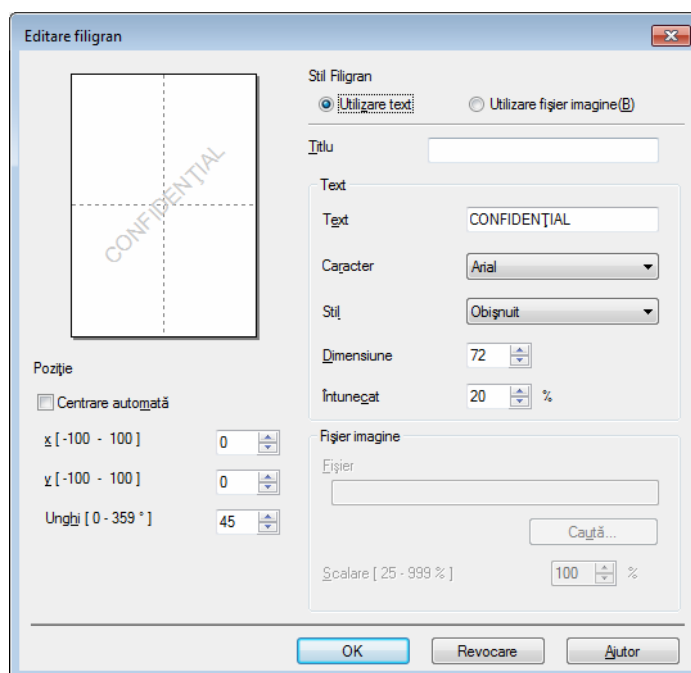 Editare filigran
CONFIDENŢIAL
Stil Filigran
Utilizare text
Utilizare fişier imagine(B)
Titlu
Text
Text
CONFIDENŢIAL
Caracter
Arial
Stil
Obişnuit
Dimensiune
72
Întunecat
20 %
Poziţie
Centrare automată
x [ -100 - 100 ]
0
y [ -100 - 100 ]
0
Unghi [ 0 - 359 ° ]
45
Fişier imagine
Fişier
Caută...
Scalare [ 25 - 999 % ]
100 %
OK
Revocare
Ajutor